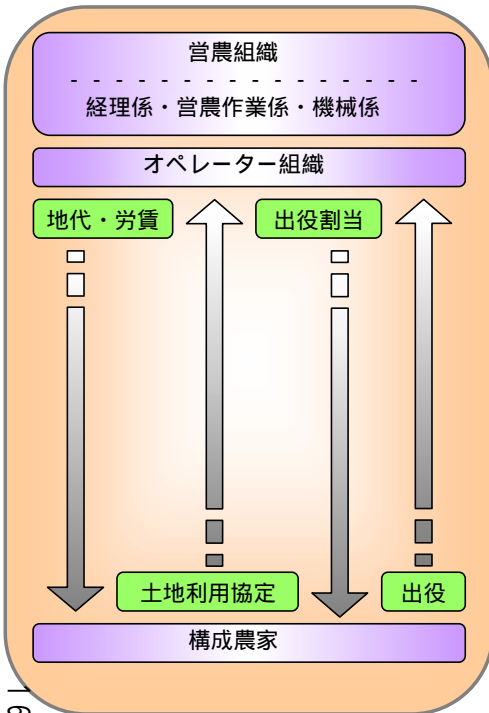 営農組織
- - - - - - - - - - - - - - - -
経理係・営農作業係・機械係
オペレーター組織
地代・労賃
出役割当
土地利用協定
出役
構成農家